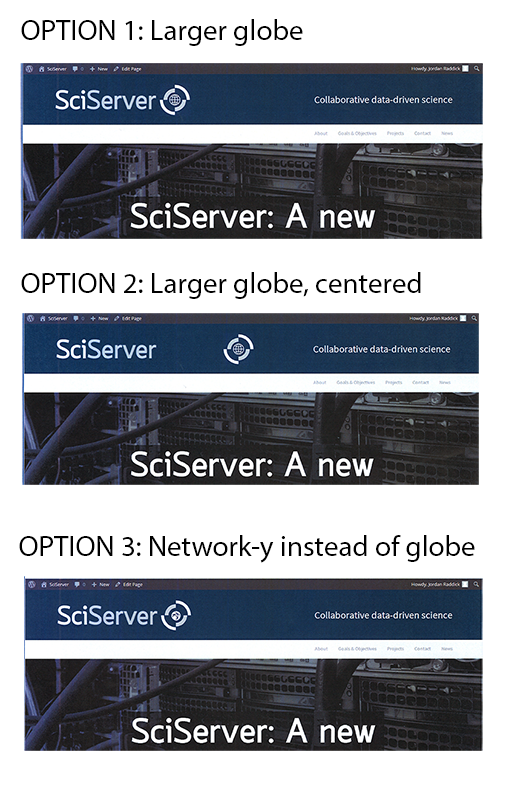 OPTION 1: Larger globe
SciServer 0 + New Edit Page Howdy, Jordan Raddick
SciServer Collaborative data-driven science
About Goals & Objectives Projects Contact News
SciServer: A new
OPTION 2: Larger globe, centered
SciServer 0 + New Edit Page Howdy, Jordan Raddick
SciServer Collaborative data-driven science
About Goals & Objectives Projects Contact News
SciServer: A new
OPTION 3: Network-y instead of globe
SciServer 0 + New Edit Page Howdy, Jordan Raddick
SciServer Collaborative data-driven science
About Goals & Objectives Projects Contact News
SciServer: A new